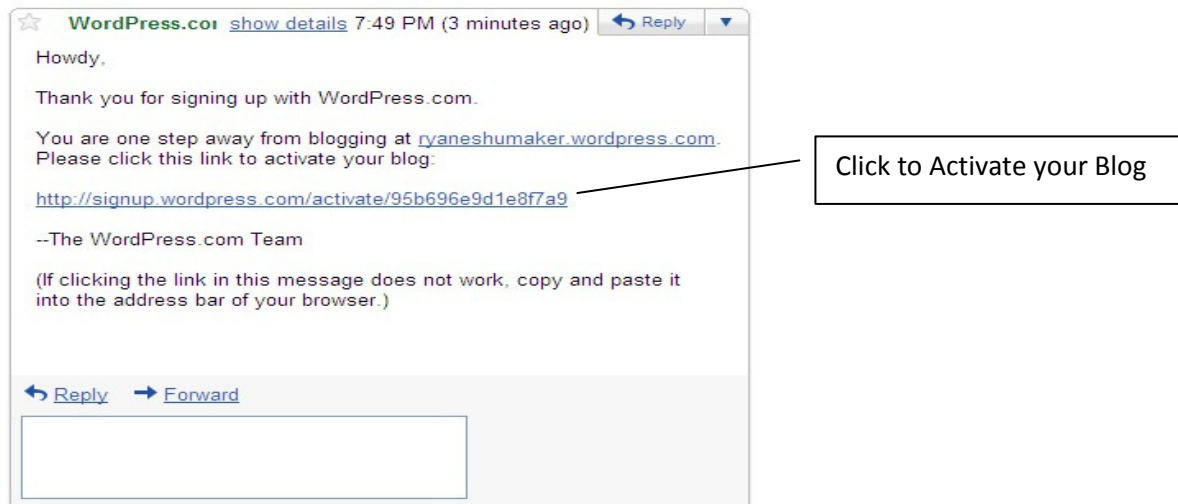 WordPress.cor show details 7:49 PM (3 minutes ago) Reply
Howdy,
Thank you for signing up with WordPress.com.
You are one step away from blogging at ryaneshumaker.wordpress.com.
Please click this link to activate your blog:
http://signup.wordpress.com/activate/95b696e9d1e8f7a9
Click to Activate your Blog
--The WordPress.com Team
(If clicking the link in this message does not work, copy and paste it
into the address bar of your browser.)
Reply Forward